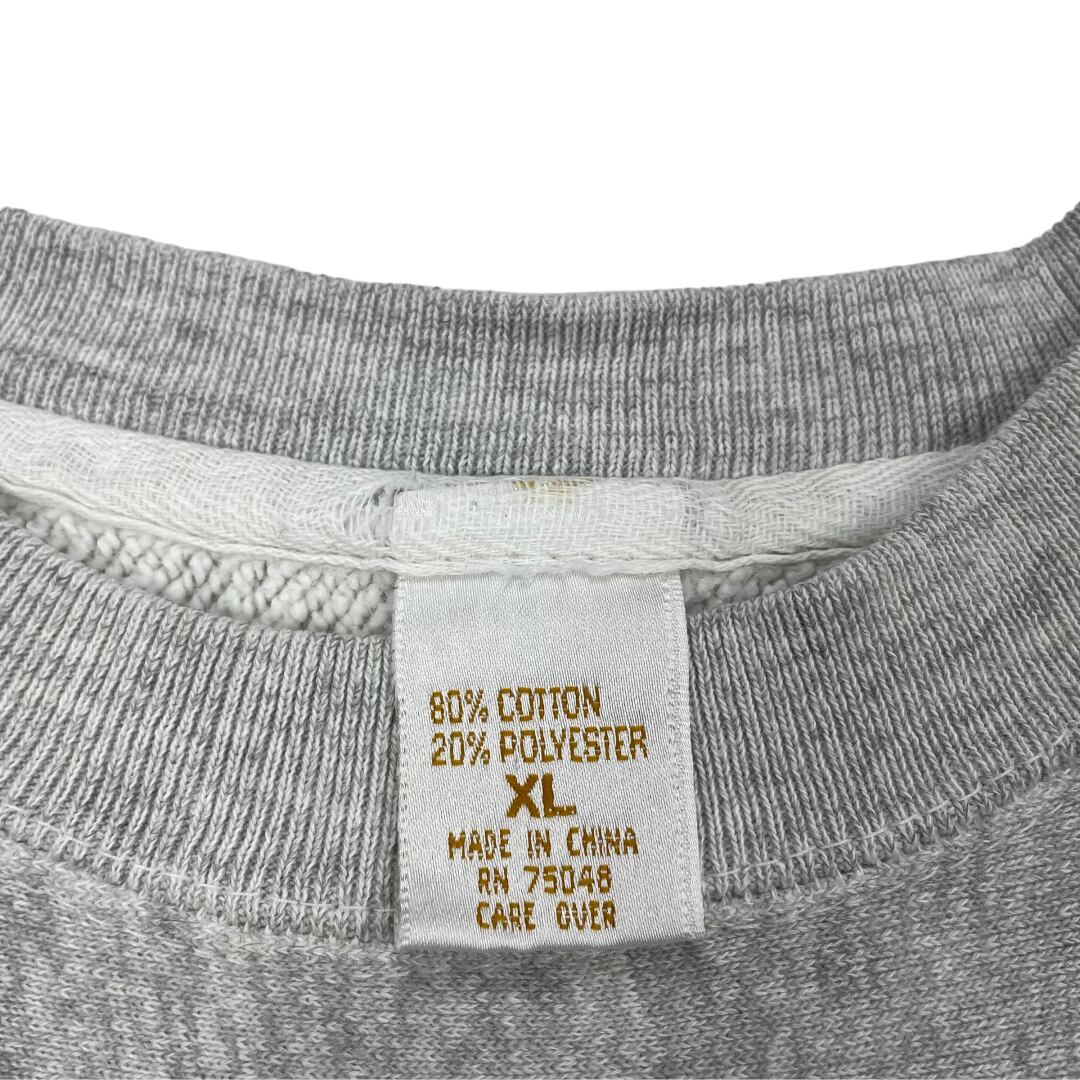 80% COTTON
20% POLYESTER
XL
MADE IN CHINA
RN 75048
CARE OVER